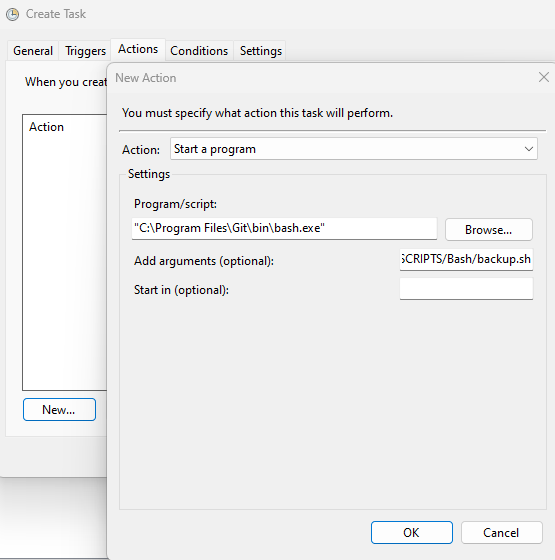 Create Task
General Triggers Actions Conditions Settings
When you creat
New Action
You must specify what action this task will perform.
Action
Action: Start a program
Settings
Program/script:
"C:\Program Files\Git\bin\bash.exe" Browse...
Add arguments (optional): SCRIPTS/Bash/backup.sh
Start in (optional):
New...
OK Cancel